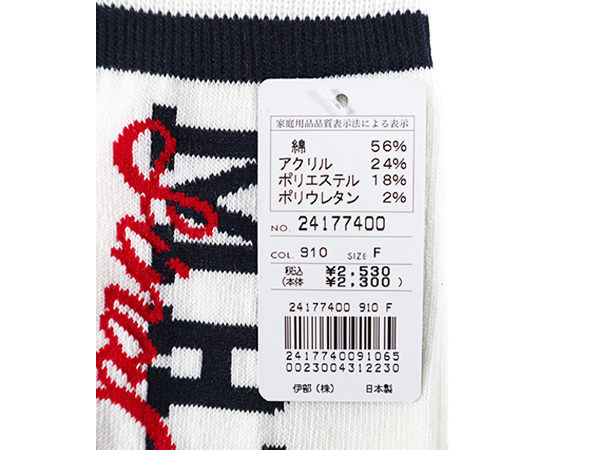 家庭用品品質表示法による表示
綿 56%
アクリル 24%
ポリエステル 18%
ポリウレタン 2%
NO. 24177400
COL. 910 SIZE F
税込 ¥2,530
(本体 ¥2,300)
24177400 910 F
2417740091065
0023004312230
伊部(株) 日本製